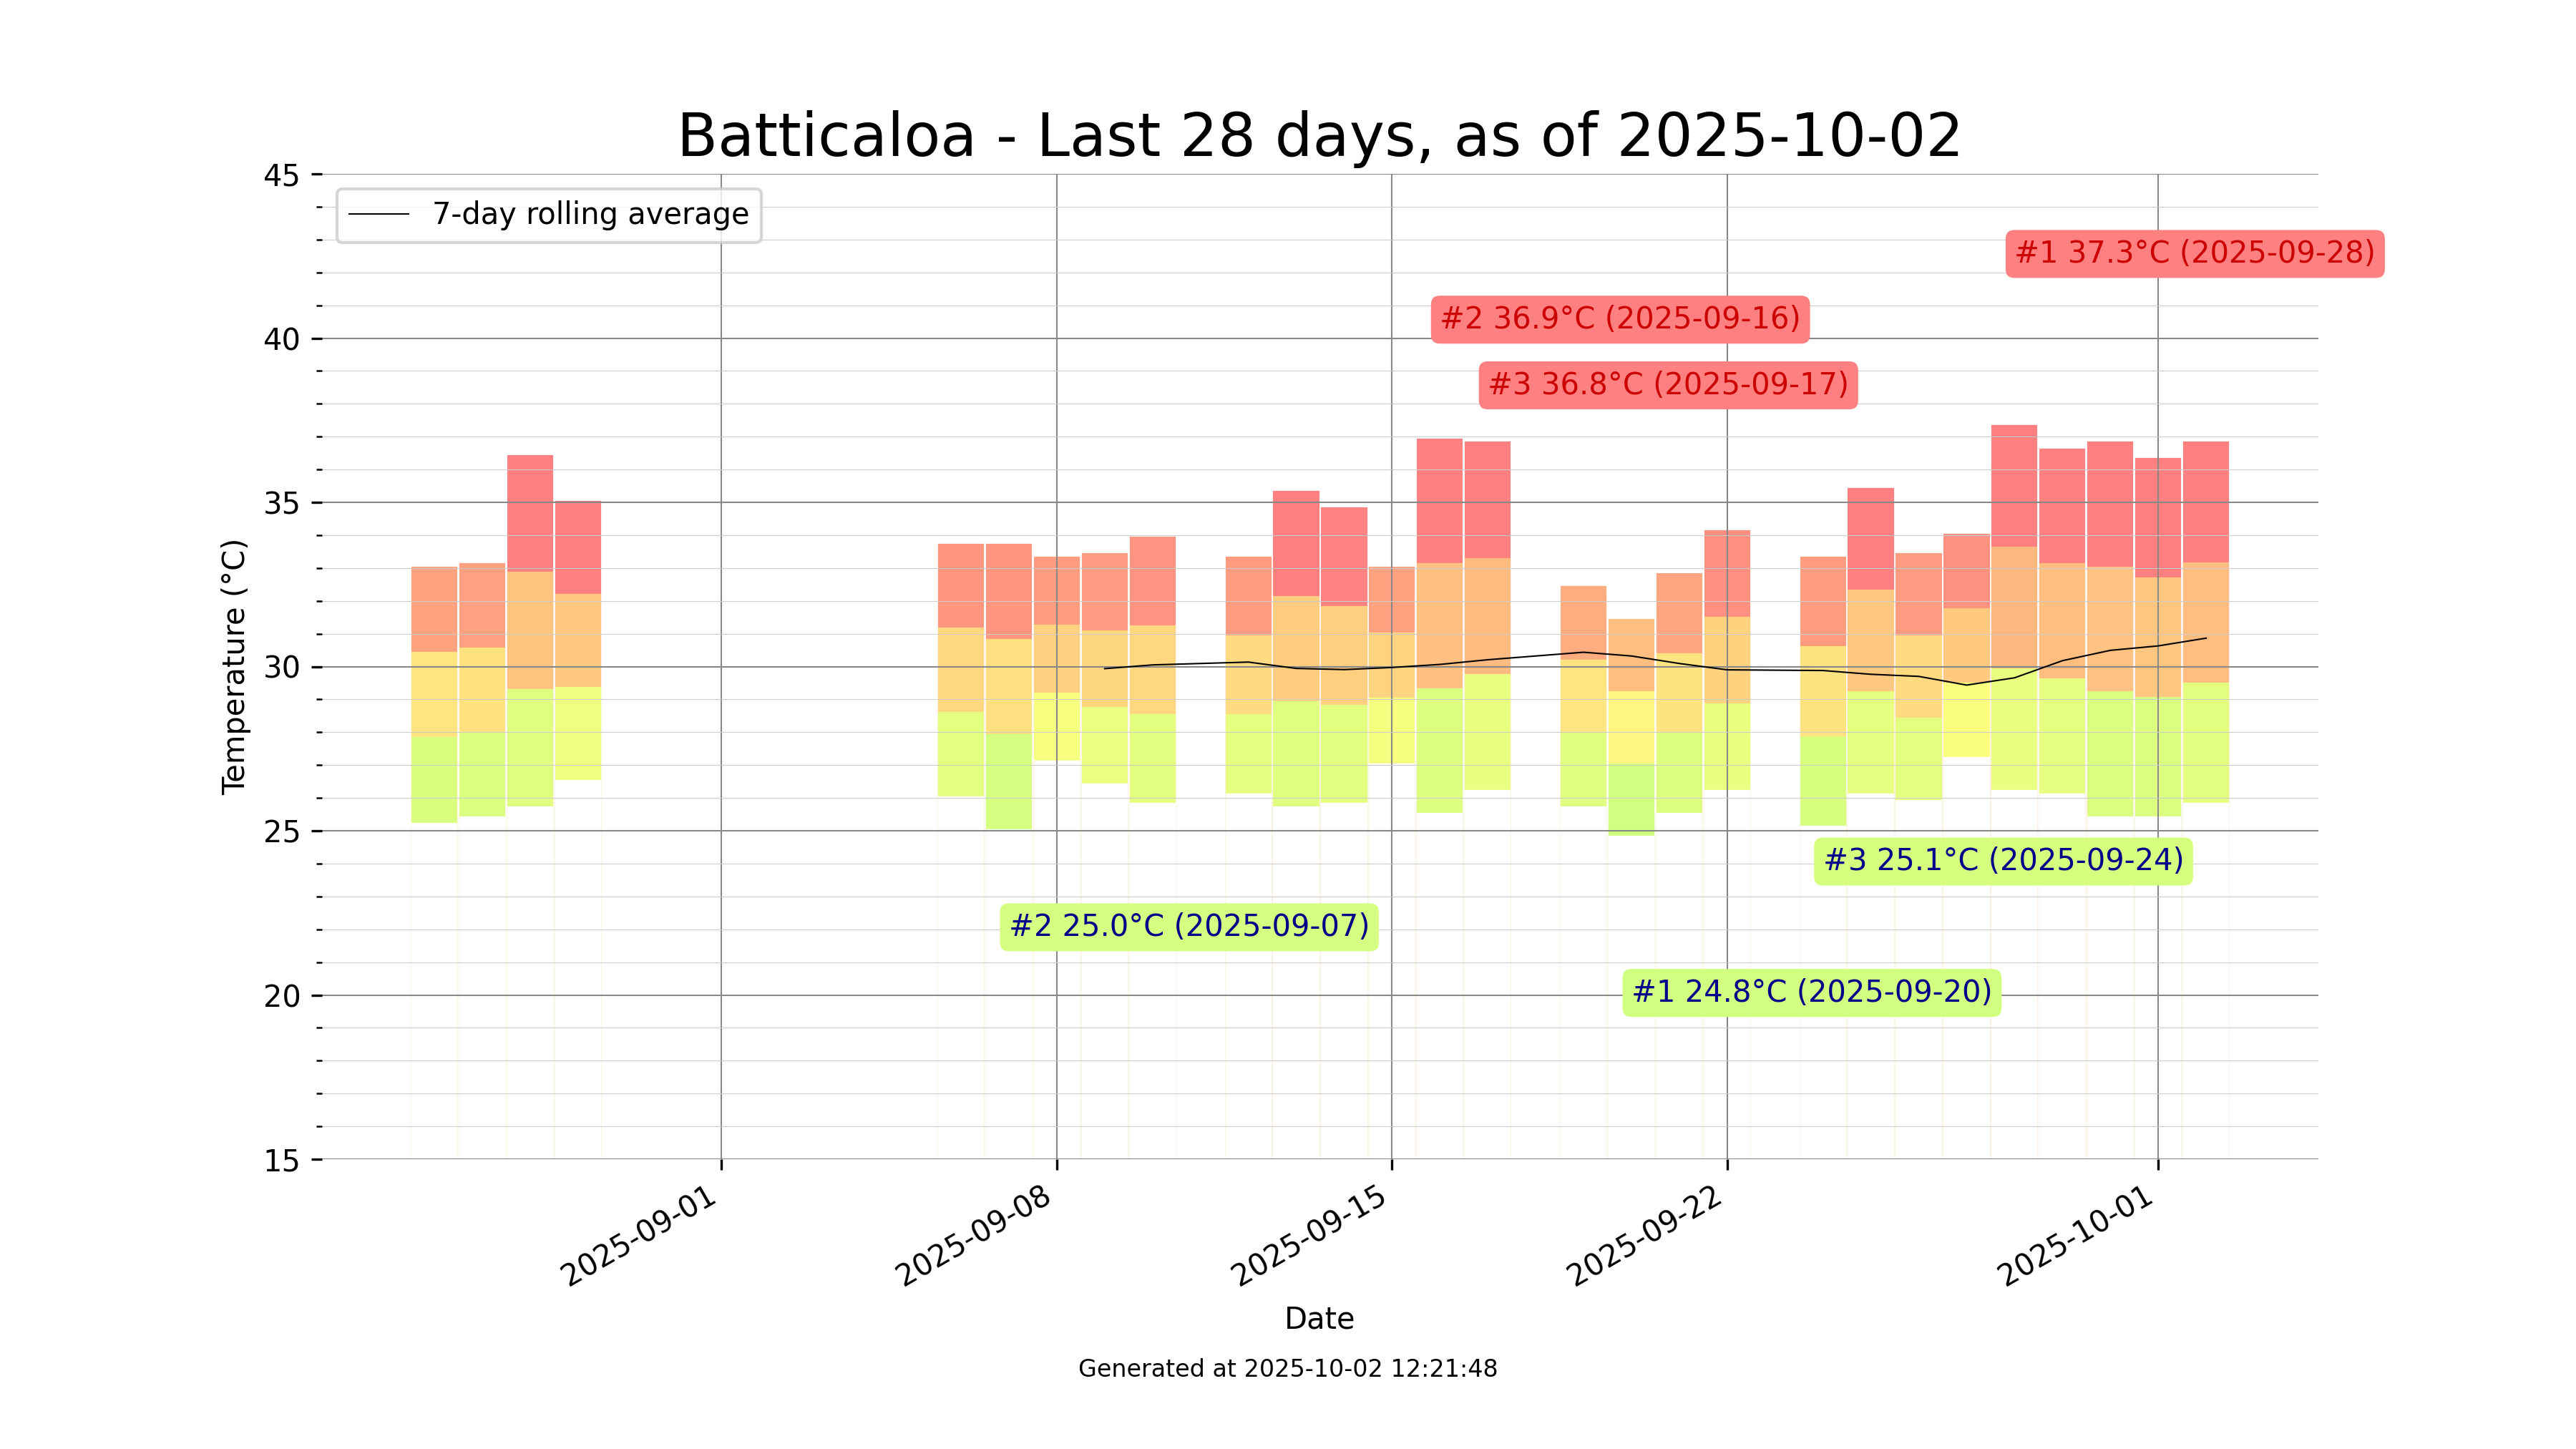 Batticaloa - Last 28 days, as of 2025-10-02
45
7-day rolling average
#1 37.3°C (2025-09-28)
#2 36.9°C (2025-09-16)
40
#3 36.8°C (2025-09-17)
35
Temperature (°C)
30
25
#3 25.1°C (2025-09-24)
#2 25.0°C (2025-09-07)
20
#1 24.8°C (2025-09-20)
15
2025-09-01
2025-09-08
2025-09-15
2025-09-22
2025-10-01
Date
Generated at 2025-10-02 12:21:48